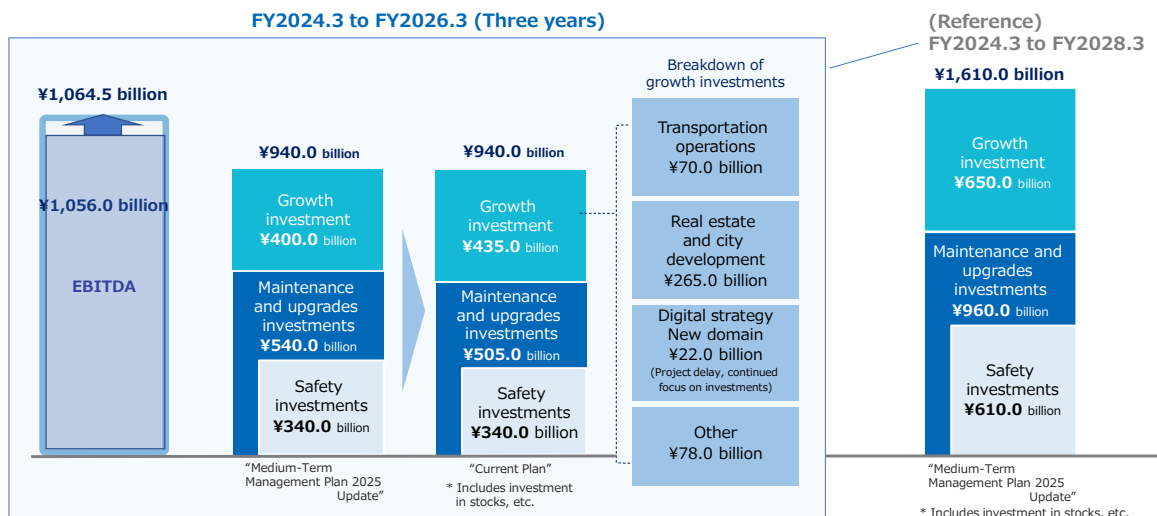 FY2024.3 to FY2026.3 (Three years)
(Reference)
FY2024.3 to FY2028.3
¥1,064.5 billion
¥1,056.0 billion
EBITDA
¥940.0 billion
Growth
investment
¥400.0 billion
Maintenance
and upgrades
investments
¥540.0 billion
Safety
investments
¥340.0 billion
“Medium-Term
Management Plan 2025
Update”
¥940.0 billion
Growth
investment
¥435.0 billion
Maintenance
and upgrades
investments
¥505.0 billion
Safety
investments
¥340.0 billion
“Current Plan”
* Includes investment
in stocks, etc.
Breakdown of
growth investments
Transportation
operations
¥70.0 billion
Real estate
and city
development
¥265.0 billion
Digital strategy
New domain
¥22.0 billion
(Project delay, continued
focus on investments)
Other
¥78.0 billion
¥1,610.0 billion
Growth
investment
¥650.0 billion
Maintenance and
upgrades
investments
¥960.0 billion
Safety
investments
¥610.0 billion
“Medium-Term
Management Plan 2025
Update”
* Includes investment in stocks, etc.